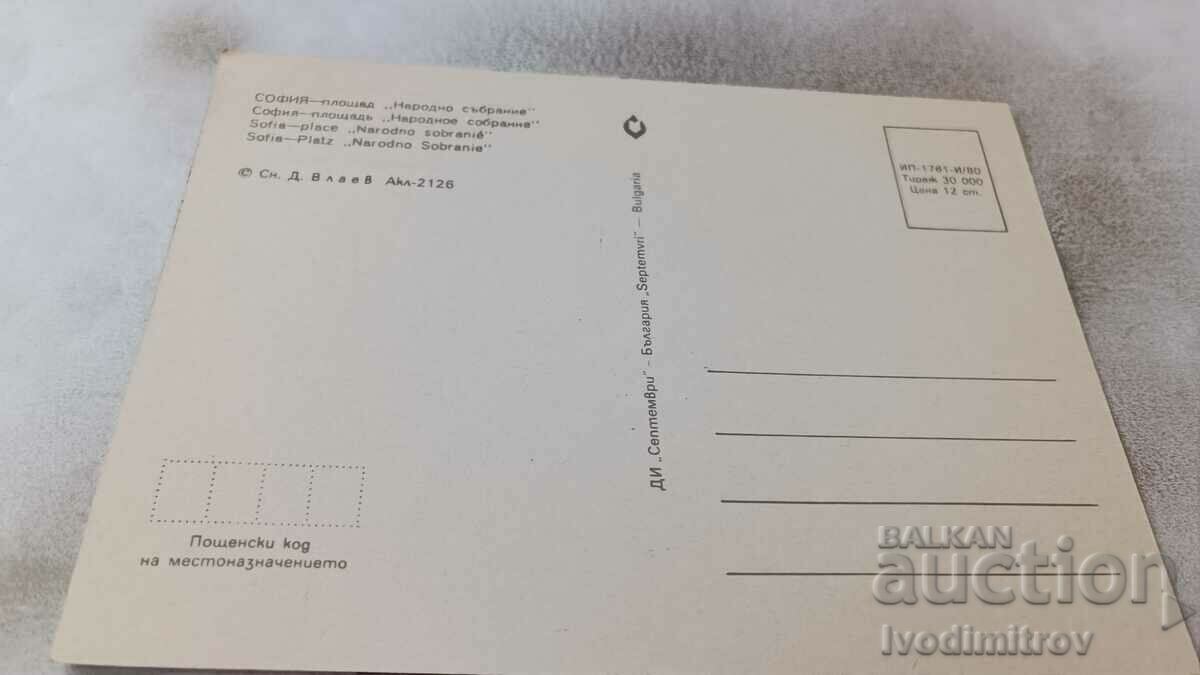 СОФИЯ—площад „Народно събрание"
София—площадь „Народное собрание"
Sofia—place „Narodno sobranié"
Sofia—Platz „Narodno Sobranie"
© Сн. Д. Влаев Акл-2126
ИП-1781-И/80
Тираж 30 000
Цена 12 ст.
ДИ „Септември" - България „Septemvri" - Bulgaria
Пощенски код
на местоназначението
BALKAN
auction
Ivodimitrov